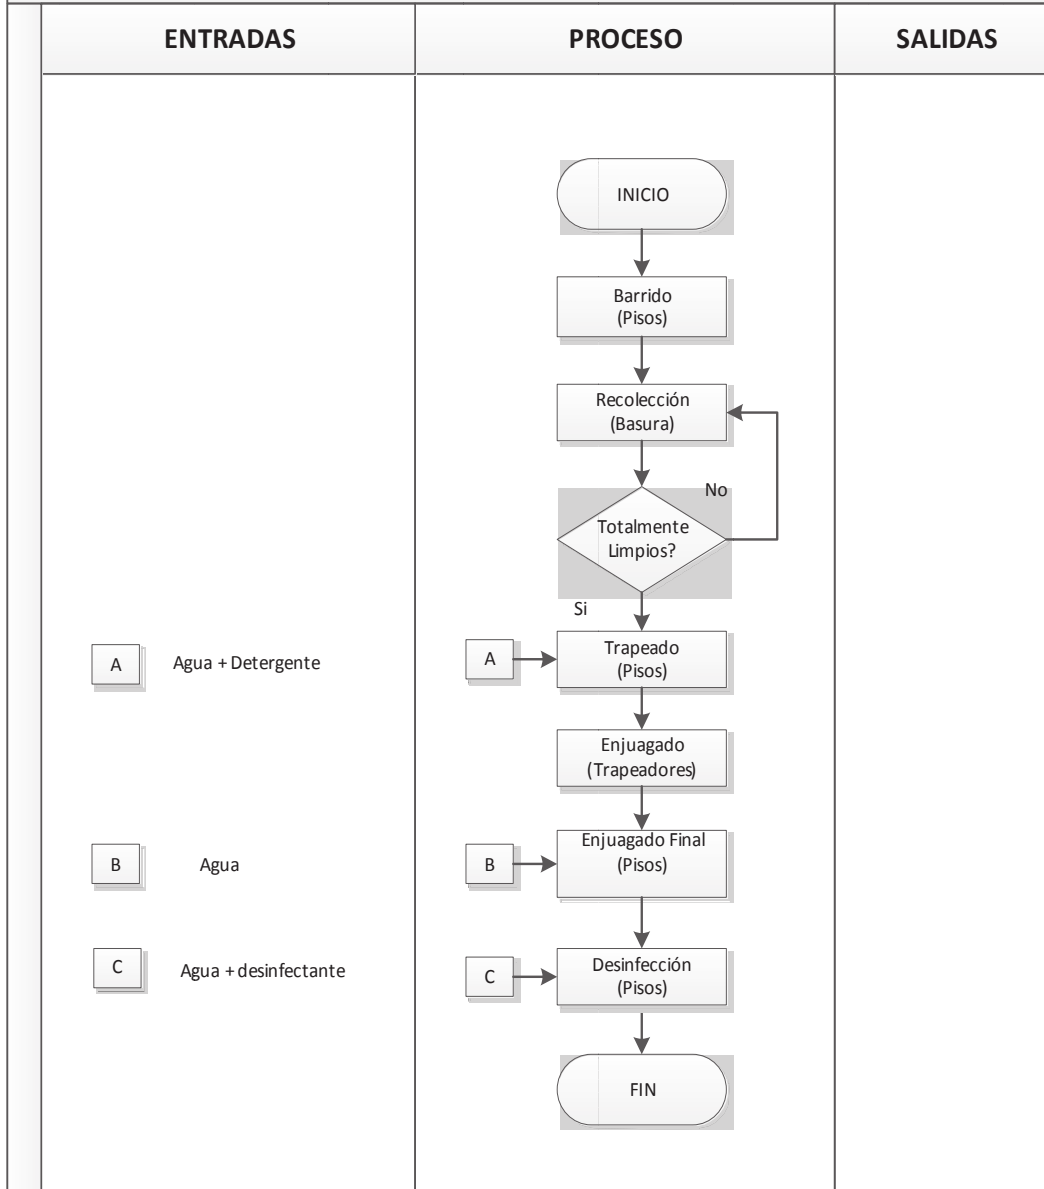 ENTRADAS
PROCESO
SALIDAS
INICIO
Barrido
(Pisos)
Recolección
(Basura)
No
Totalmente
Limpios?
Si
A
Agua + Detergente
A
Trapeado
(Pisos)
Enjuagado
(Trapeadores)
B
Agua
B
Enjuagado Final
(Pisos)
C
Agua + desinfectante
C
Desinfección
(Pisos)
FIN